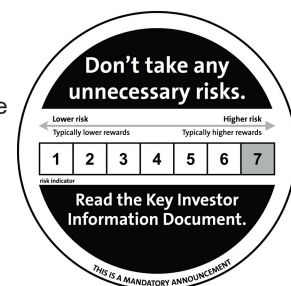 e
Don't take any
unnecessary risks.
Lower risk Higher risk
Typically lower rewards Typically higher rewards
1 2 3 4 5 6 7
risk indicator
Read the Key Investor
Information Document.
THIS IS A MANDATORY ANNOUNCEMENT